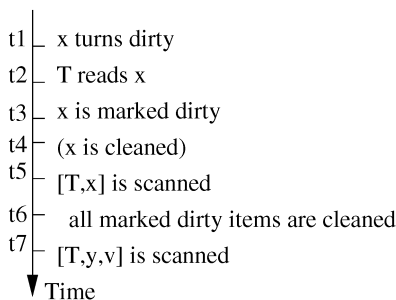 t1 x turns dirty
t2 T reads x
t3 x is marked dirty
t4 (x is cleaned)
t5 [T,x] is scanned
t6 all marked dirty items are cleaned
t7 [T,y,v] is scanned
Time